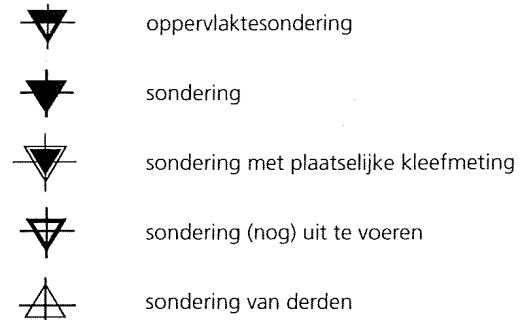 oppervlaktesondering
sondering
sondering met plaatselijke kleefmeting
sondering (nog) uit te voeren
sondering van derden